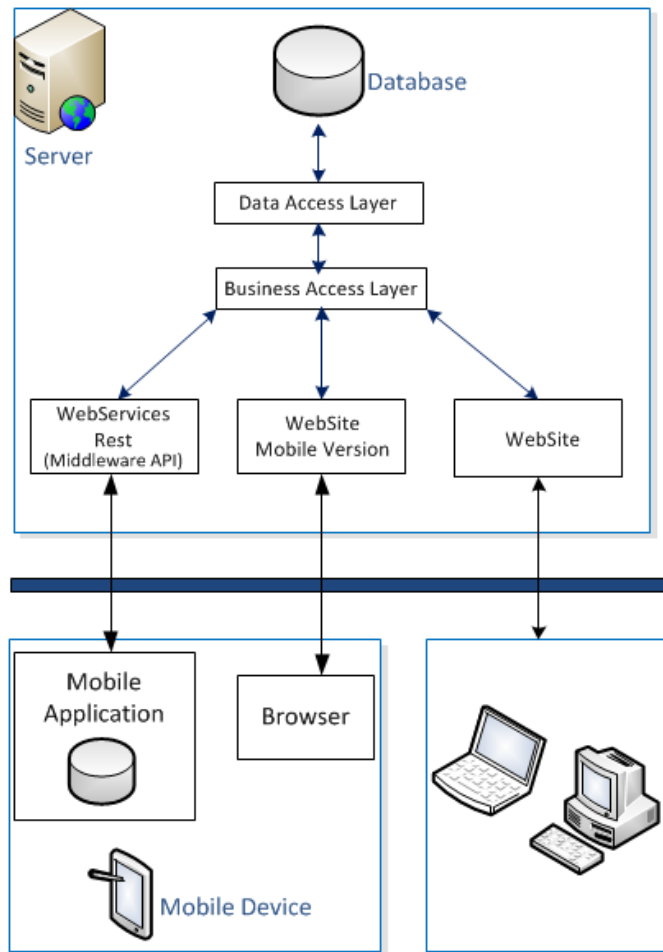 Database
Server
Data Access Layer
Business Access Layer
WebServices
Rest
(Middleware API)
WebSite
Mobile Version
WebSite
Mobile
Application
Browser
Mobile Device